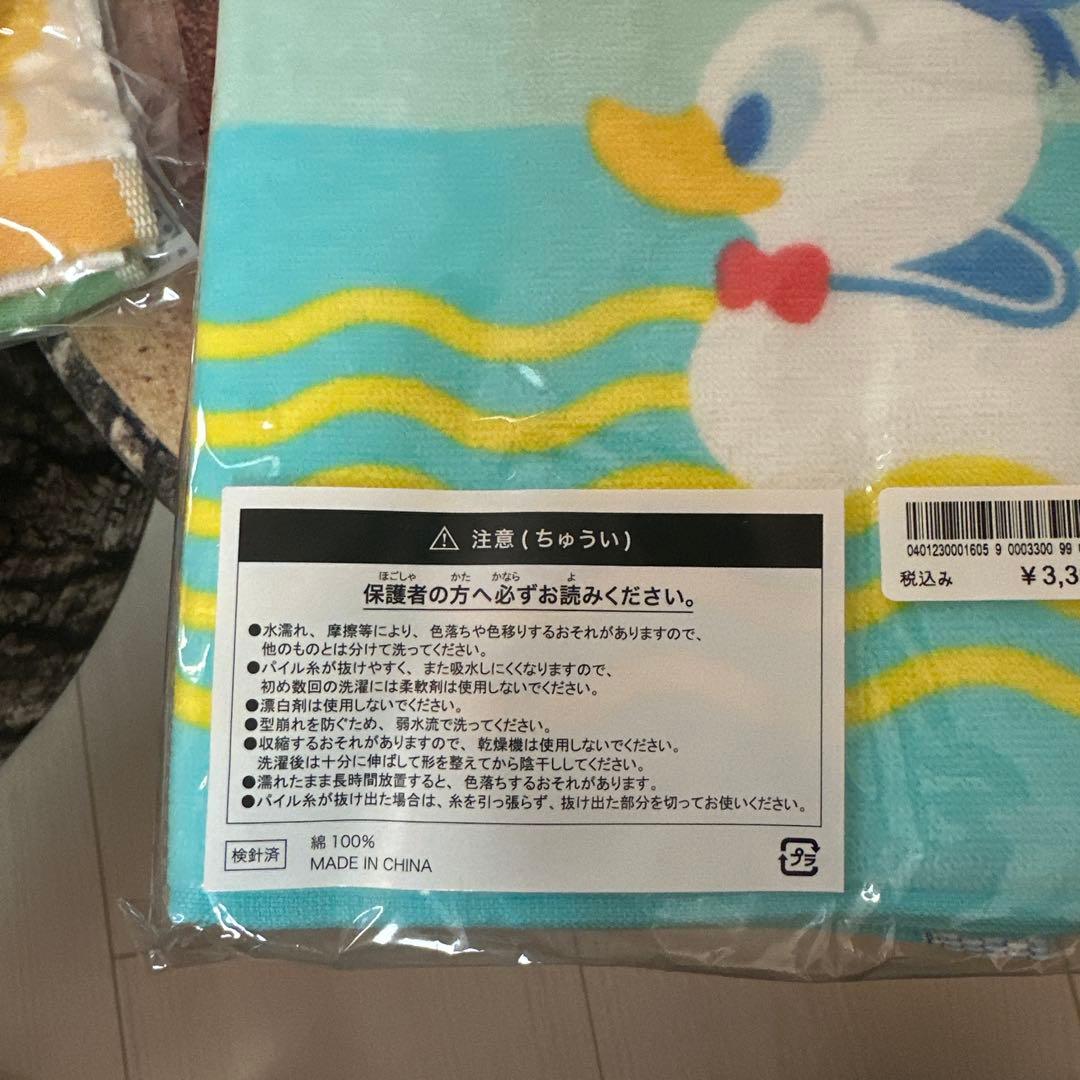 注意(ちゅうい)
ほごしゃ かた かなら よ
保護者の方へ必ずお読みください。
●水濡れ、摩擦等により、色落ちや色移りするおそれがありますので、
他のものとは分けて洗ってください。
●パイル糸が抜けやすく、また吸水しにくくなりますので、
初め数回の洗濯には柔軟剤は使用しないでください。
●漂白剤は使用しないでください。
●型崩れを防ぐため、弱水流で洗ってください。
●収縮するおそれがありますので、乾燥機は使用しないでください。
洗濯後は十分に伸ばして形を整えてから陰干ししてください。
●濡れたまま長時間放置すると、色落ちするおそれがあります。
●パイル糸が抜け出た場合は、糸を引っ張らず、抜け出た部分を切ってお使いください。
検針済
綿100%
MADE IN CHINA
プラ
0401230001605 9 0003300 99
税込み ¥3,3